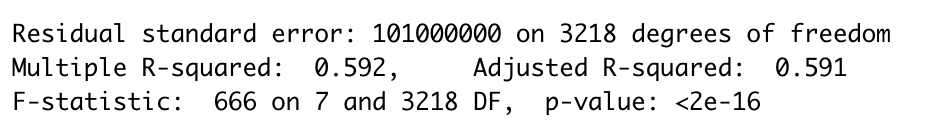 Residual standard error: 101000000 on 3218 degrees of freedom
Multiple R-squared:  0.592,	Adjusted R-squared:  0.591
F-statistic:  666 on 7 and 3218 DF,  p-value: <2e-16